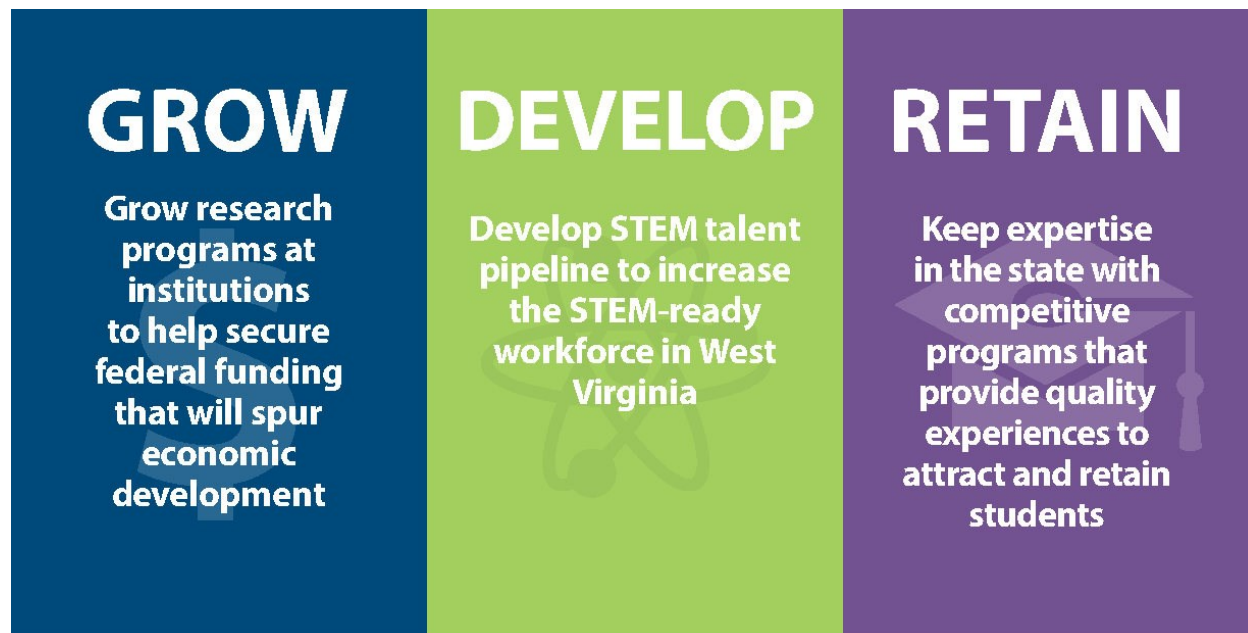 GROW
Grow research
programs at
institutions
to help secure
federal funding
that will spur
economic
development
DEVELOP
Develop STEM talent
pipeline to increase
the STEM-ready
workforce in West
Virginia
RETAIN
Keep expertise
in the state with
competitive
programs that
provide quality
experiences to
attract and retain
students